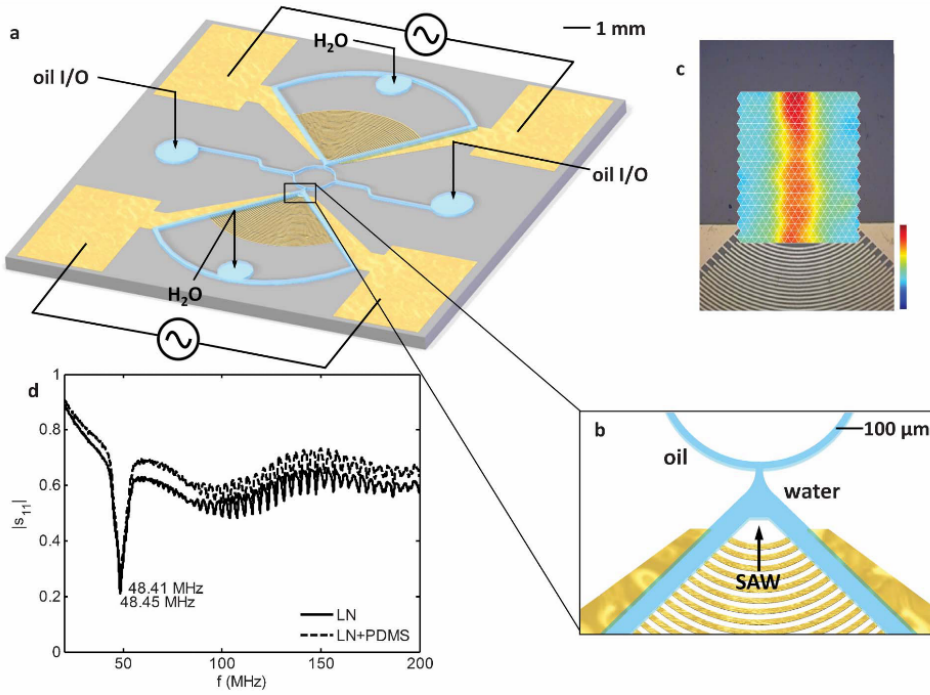 a
1 mm
H₂O
oil I/O
c
oil I/O
H₂O
d
1
0.8
0.6
0.4
0.2
0
|s₁₁|
48.41 MHz
48.45 MHz
LN
LN+PDMS
50
100
150
200
f (MHz)
b
100 µm
oil
water
SAW